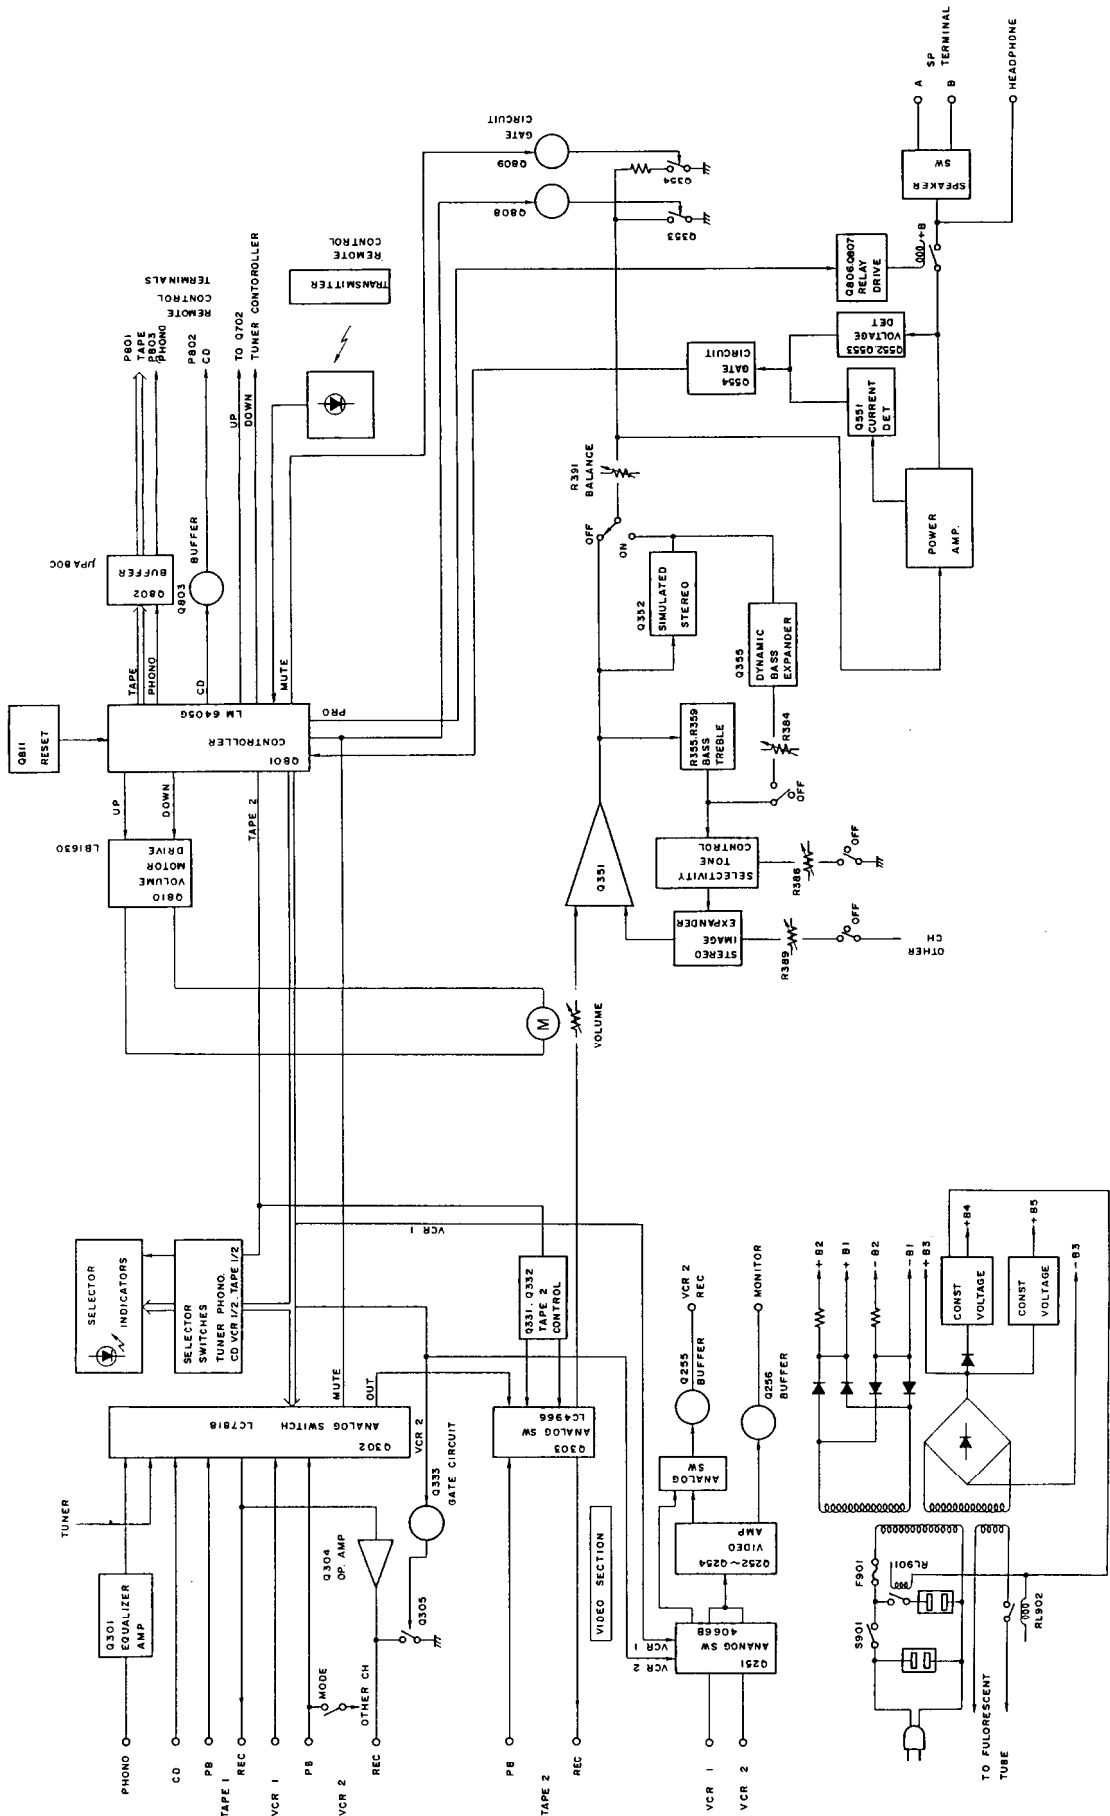 PHONO
CD
PB
TAPE 1
REC
VCR 1
PB
VCR 2
REC
PB
TAPE 2
REC
VCR 1
VCR 2
TUNER
Q301
EQUALIZER
AMP
MODE
OTHER CH
Q304
OP. AMP
Q305
Q333
GATE CIRCUIT
VCR 2
Q302
ANALOG SWITCH
LC7818
MUTE
OUT
SELECTOR
INDICATORS
SELECTOR
SWITCHES
TUNER PHONO.
CD VCR 1/2. TAPE 1/2
Q303
ANALOG SW
LC4966
Q331. Q332
TAPE 2
CONTROL
VCR 1
VIDEO SECTION
VCR 1
VCR 2
Q251
ANANOG SW
4066B
Q252~Q254
VIDEO
AMP
ANALOG
SW
Q255
BUFFER
VCR 2
REC
Q256
BUFFER
MONITOR
S901
F901
RL901
RL902
TO FULORESCENT
TUBE
+B2
+B1
-B2
-B1
+B3
CONST
VOLTAGE
+B4
CONST
VOLTAGE
+B5
-B3
Q811
RESET
UP
DOWN
LB1630
Q810
VOLUME
MOTOR
DRIVE
TAPE 2
Q801
CONTROLLER
LM 6405G
PRO
MUTE
TAPE
PHONO
CD
Q802
BUFFER
μPA80C
Q803
BUFFER
P801
TAPE
P803
PHONO
P802
CD
REMOTE
CONTROL
TERMINALS
UP
DOWN
TO Q702
TUNER CONTOROLLER
TRANSMITTER
REMOTE
CONTROL
M
VOLUME
Q351
STEREO
IMAGE
EXPANDER
R389
OFF
OTHER
CH
SELECTIVITY
TONE
CONTROL
R386
OFF
R355.R359
BASS
TREBLE
OFF
R384
Q355
DYNAMIC
BASS
EXPANDER
Q352
SIMULATED
STEREO
OFF
ON
R391
BALANCE
Q808
Q809
GATE
CIRCUIT
Q353
Q354
Q554
GATE
CIRCUIT
Q551
CURRENT
DET
Q552.Q553
VOLTAGE
DET
Q806.Q807
RELAY
DRIVE
+B
POWER
AMP.
SPEAKER
SW
A
SP
TERMINAL
B
HEADPHONE